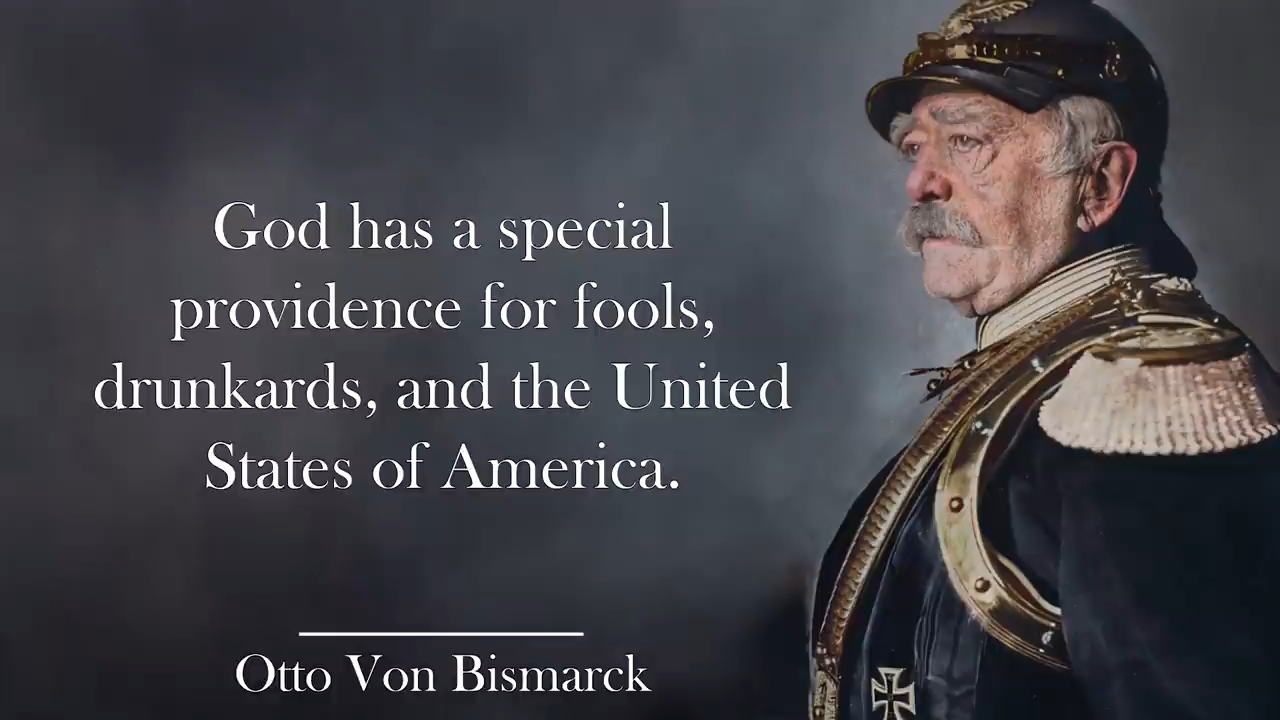 God has a special
providence for fools,
drunkards, and the United
States of America.
Otto Von Bismarck